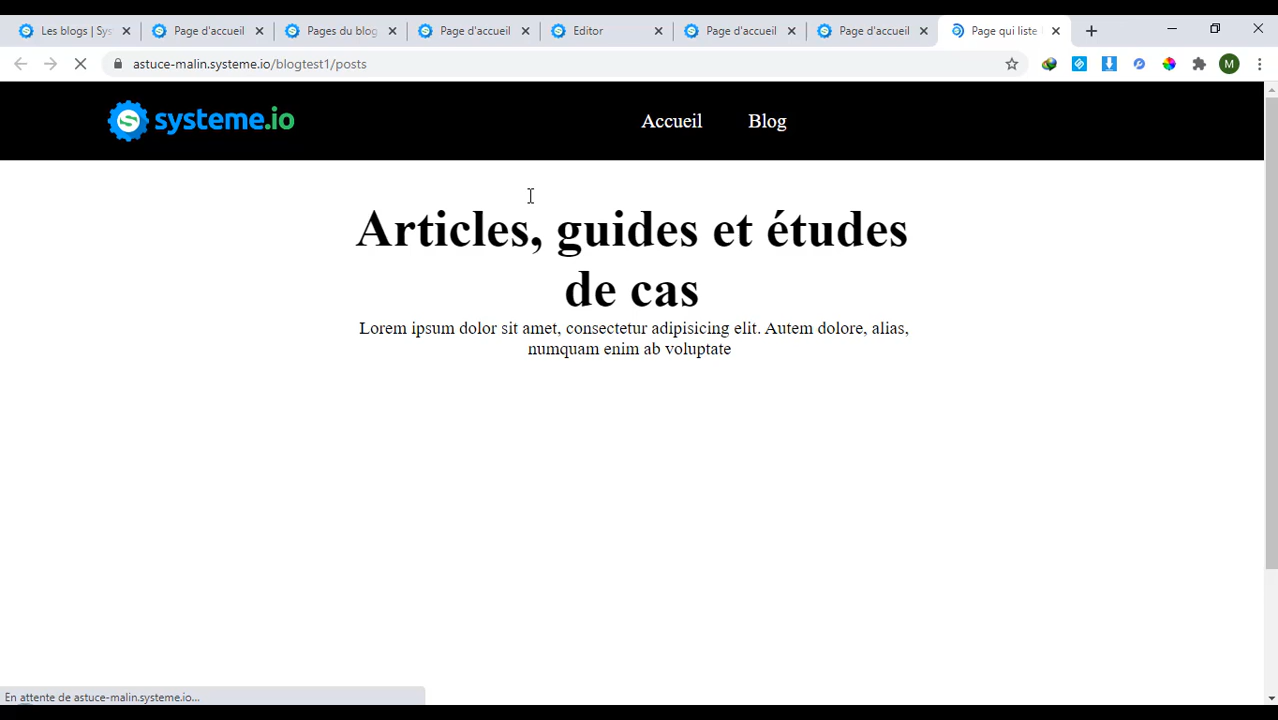 Les blogs | Sys
Page d'accueil
Pages du blog
Page d'accueil
Editor
Page d'accueil
Page d'accueil
Page qui liste
astuce-malin.systeme.io/blogtest1/posts
M
S systeme.io
Accueil
Blog
Articles, guides et études
de cas
Lorem ipsum dolor sit amet, consectetur adipisicing elit. Autem dolore, alias,
numquam enim ab voluptate
En attente de astuce-malin.systeme.io...